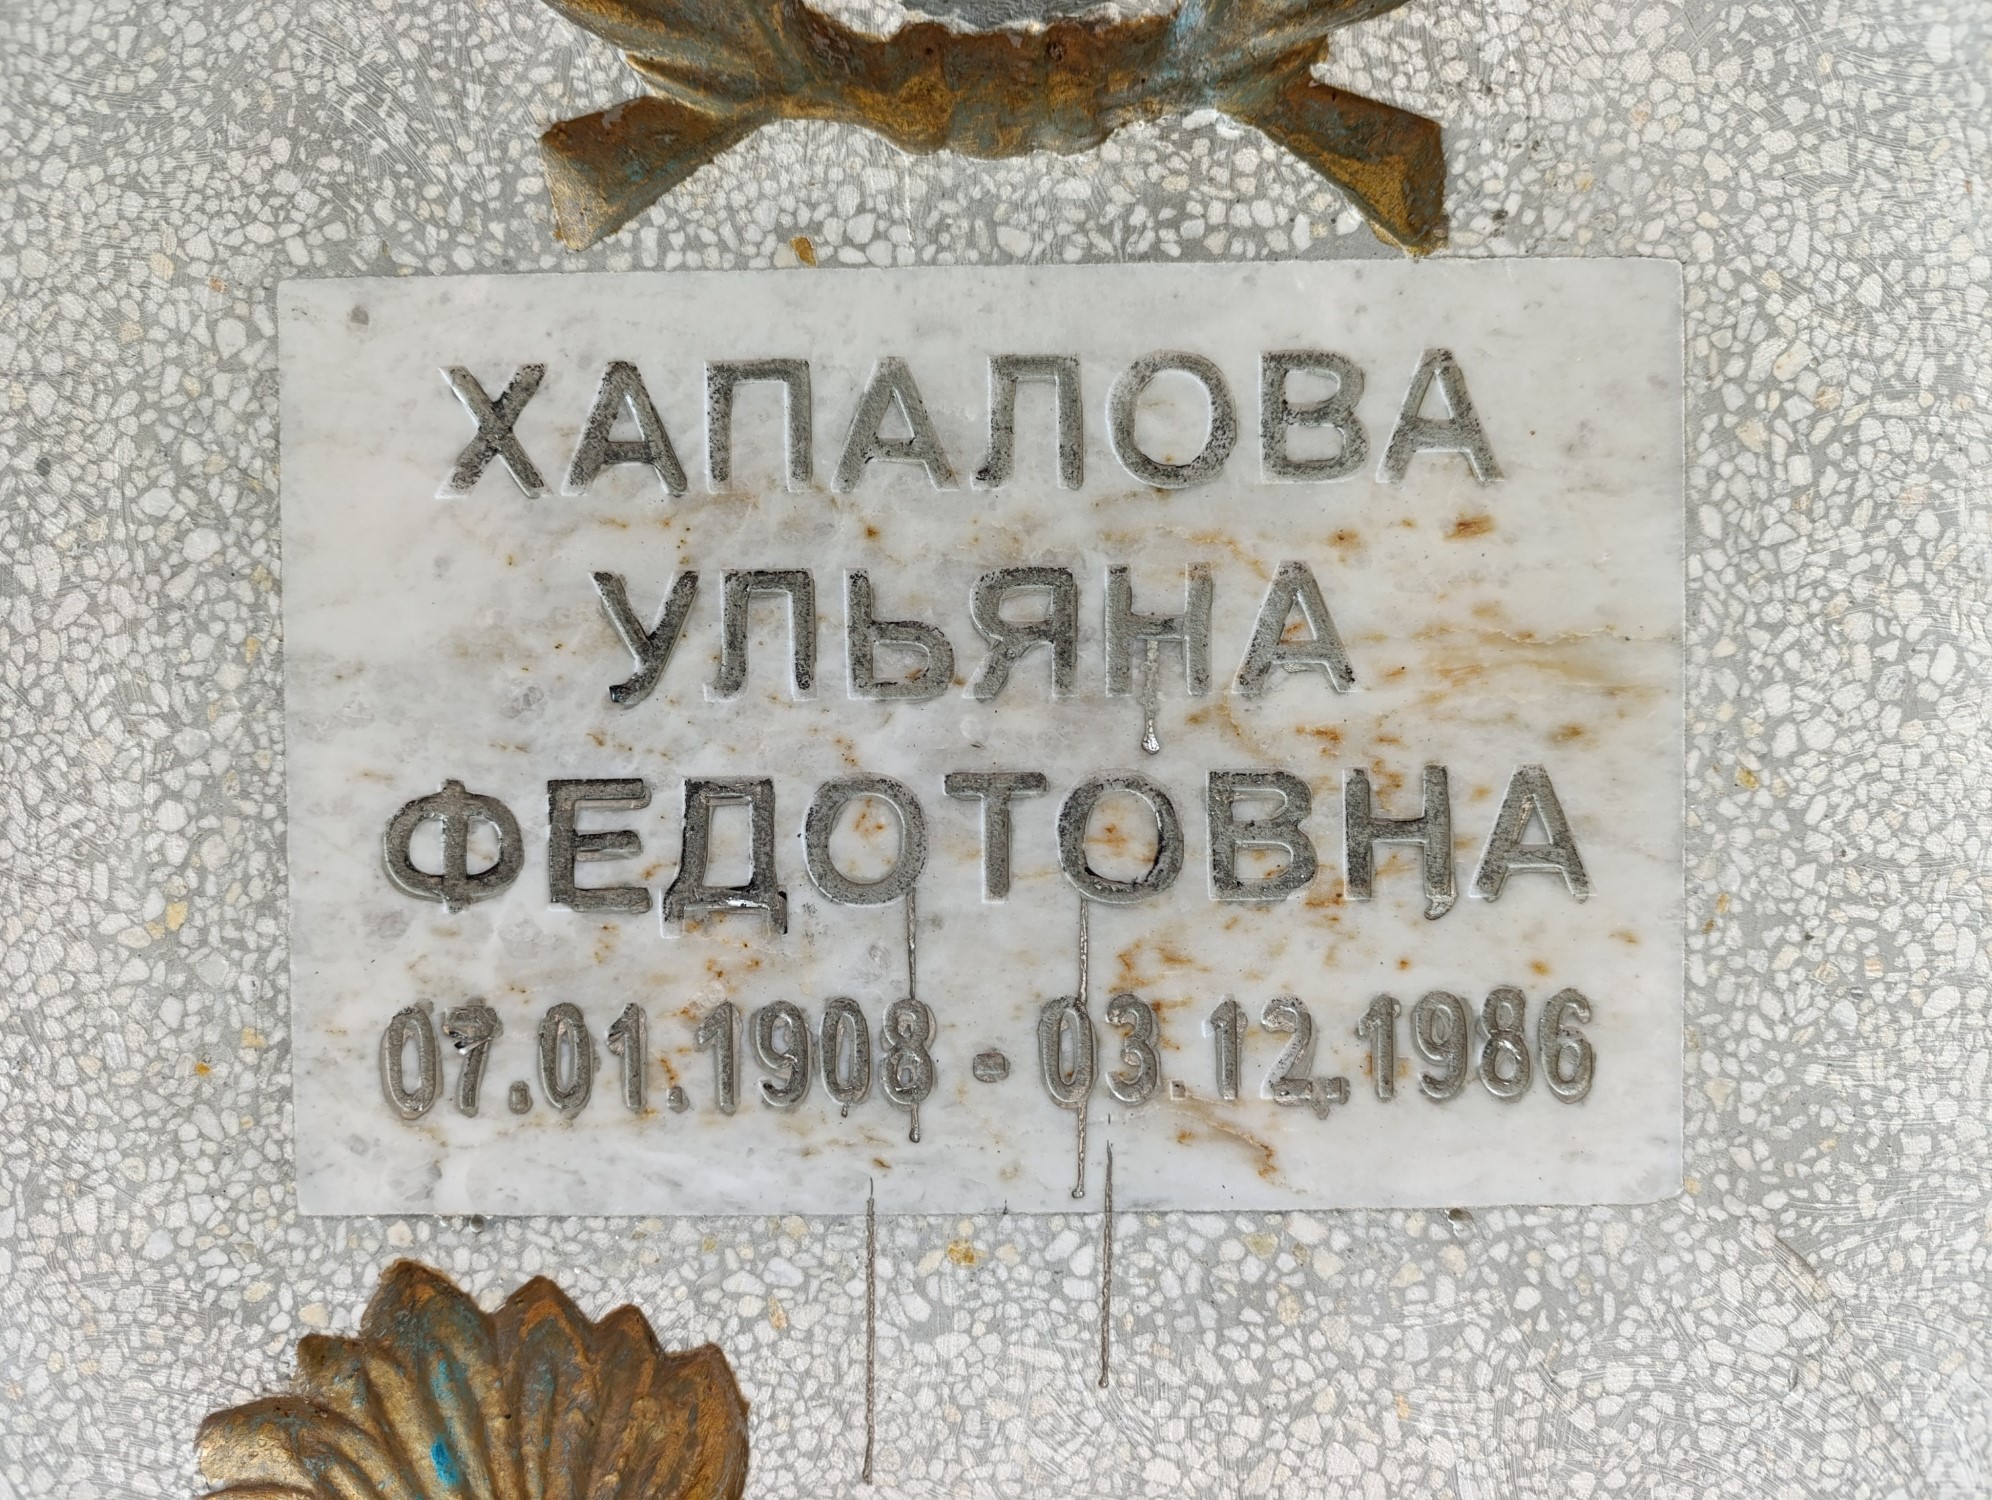 ХАПАЛОВА
УЛЬЯНА
ФЕДОТОВНА
07.01.1908 - 03.12.1986